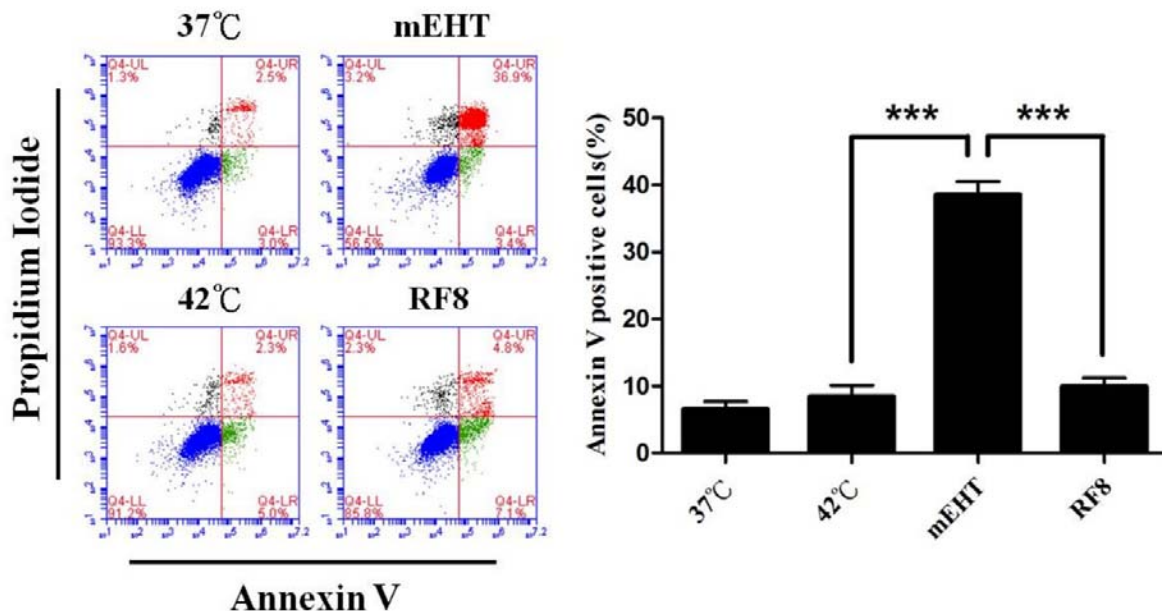 37℃
mEHT
Q4-UL
1.3%
Q4-UR
2.5%
Q4-LL
93.3%
Q4-LR
3.0%
Q4-UL
3.2%
Q4-UR
36.9%
Q4-LL
56.5%
Q4-LR
3.4%
42℃
RF8
Q4-UL
1.6%
Q4-UR
2.3%
Q4-LL
91.2%
Q4-LR
5.0%
Q4-UL
2.3%
Q4-UR
4.8%
Q4-LL
85.8%
Q4-LR
7.1%
Propidium Iodide
Annexin V
Annexin V positive cells(%)
50
40
30
20
10
0
***
***
37℃
42℃
mEHT
RF8